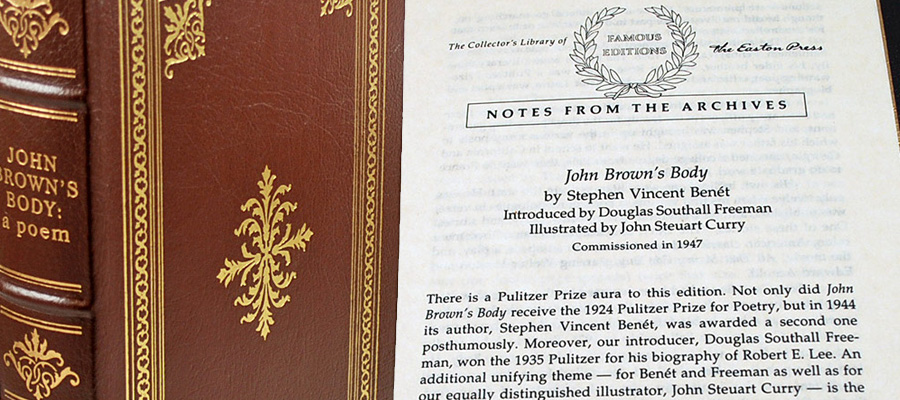 JOHN
BROWN'S
BODY:
a poem
The Collector's Library of
FAMOUS
EDITIONS
The Easton Press
NOTES FROM THE ARCHIVES
John Brown's Body
by Stephen Vincent Benét
Introduced by Douglas Southall Freeman
Illustrated by John Steuart Curry
Commissioned in 1947
There is a Pulitzer Prize aura to this edition. Not only did John
Brown's Body receive the 1924 Pulitzer Prize for Poetry, but in 1944
its author, Stephen Vincent Benét, was awarded a second one
posthumously. Moreover, our introducer, Douglas Southall Free-
man, won the 1935 Pulitzer for his biography of Robert E. Lee. An
additional unifying theme — for Benét and Freeman as well as for
our equally distinguished illustrator, John Steuart Curry — is the